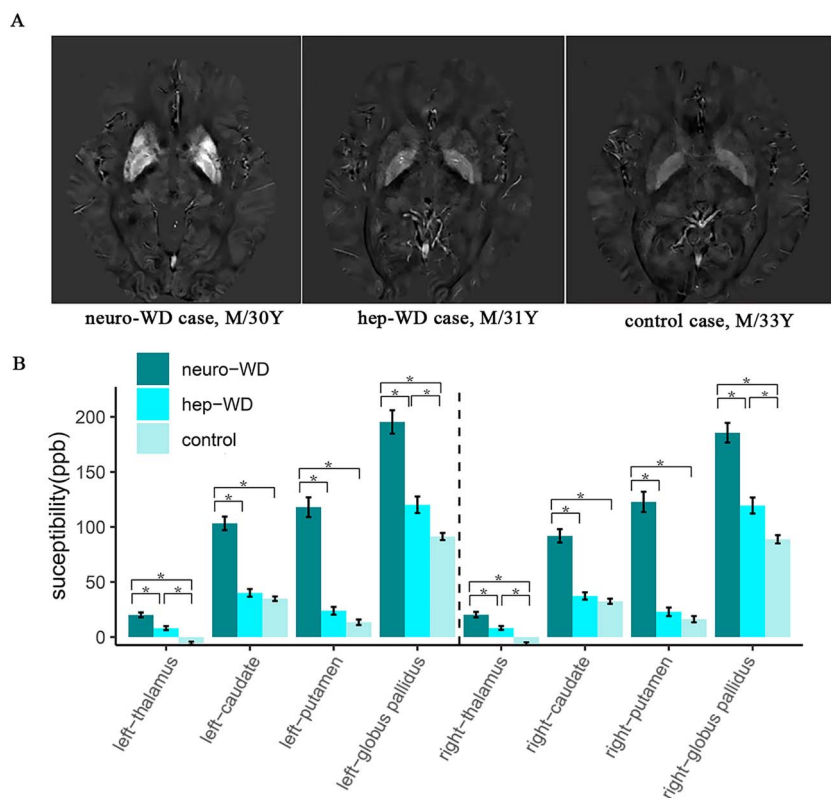 A
neuro-WD case, M/30Y
hep-WD case, M/31Y
control case, M/33Y
B
neuro-WD
hep-WD
control
suceptibility(ppb)
200
150
100
50
0
* * *
* *
* *
* * *
* * *
* *
* *
* * *
left-thalamus
left-caudate
left-putamen
left-globus pallidus
right-thalamus
right-caudate
right-putamen
right-globus pallidus